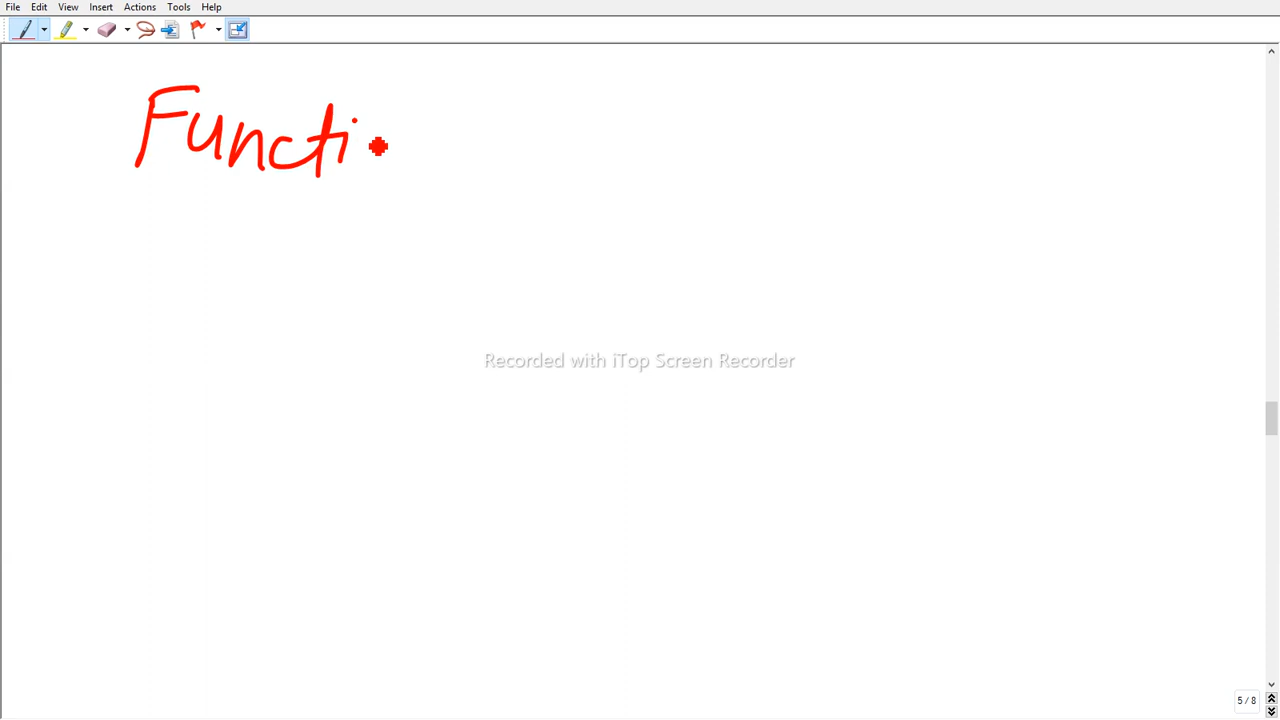 File Edit View Insert Actions Tools Help
Functi
Recorded with iTop Screen Recorder
5 / 8